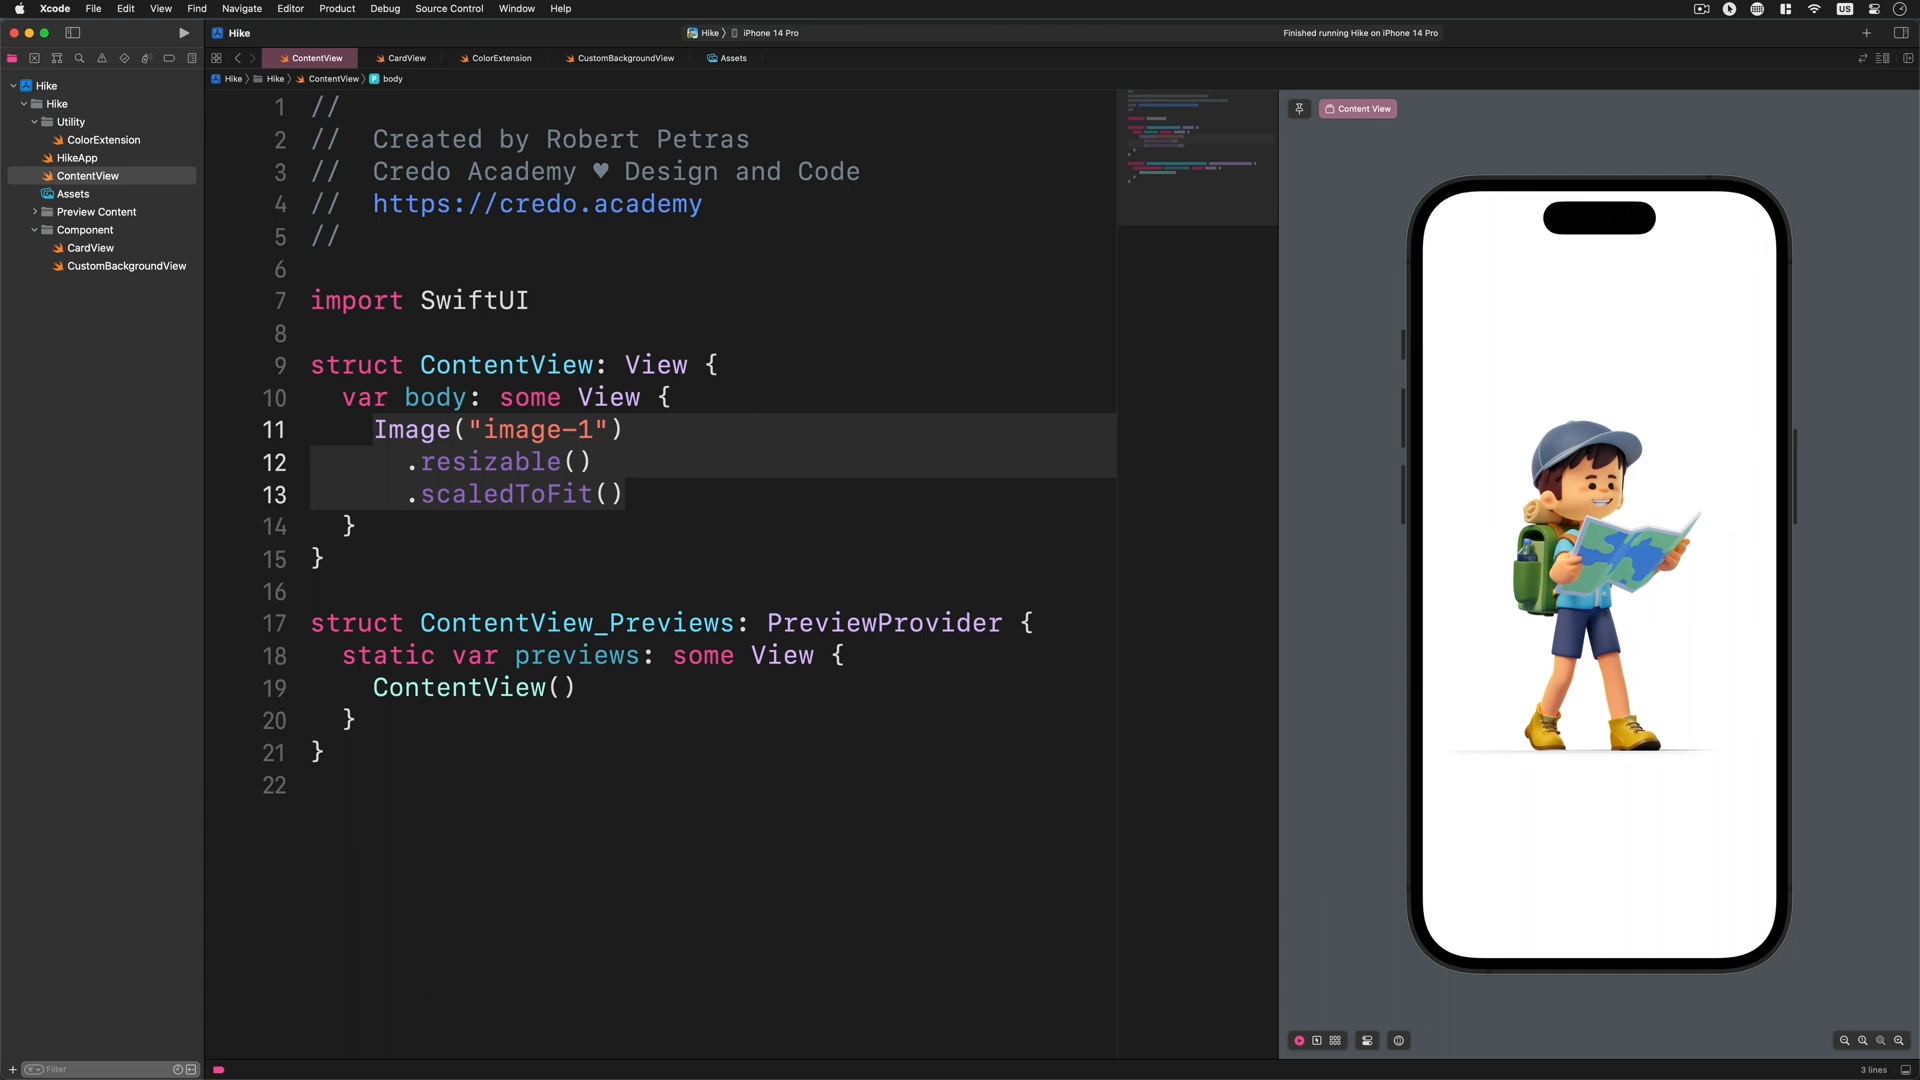 Xcode File Edit View Find Navigate Editor Product Debug Source Control Window Help US
Hike
Hike iPhone 14 Pro
Finished running Hike on iPhone 14 Pro
ContentView CardView ColorExtension CustomBackgroundView Assets
Hike Hike ContentView P body
Hike
Hike
Utility
ColorExtension
HikeApp
ContentView
Assets
Preview Content
Component
CardView
CustomBackgroundView
Filter
1 //
2 // Created by Robert Petras
3 // Credo Academy ♥ Design and Code
4 // https://credo.academy
5 //
6
7 import SwiftUI
8
9 struct ContentView: View {
10 var body: some View {
11 Image("image-1")
12 .resizable()
13 .scaledToFit()
14 }
15 }
16
17 struct ContentView_Previews: PreviewProvider {
18 static var previews: some View {
19 ContentView()
20 }
21 }
22
Content View
3 lines